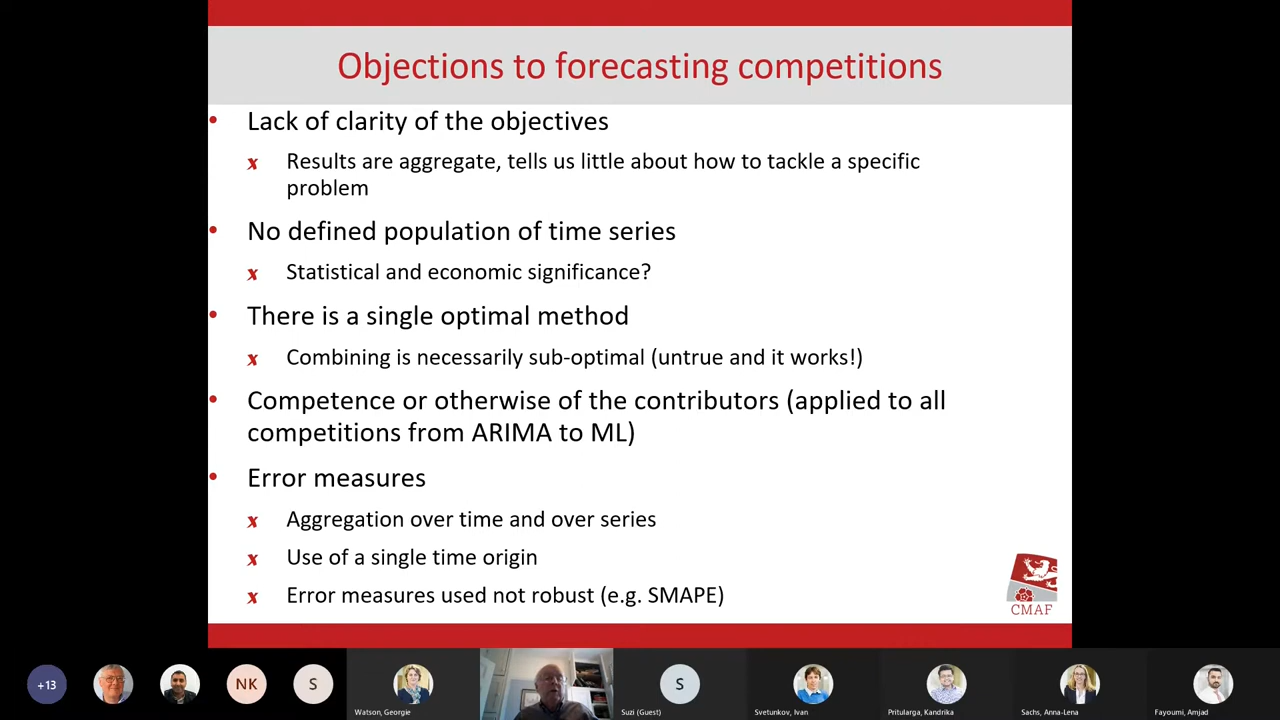 Objections to forecasting competitions
• Lack of clarity of the objectives
x Results are aggregate, tells us little about how to tackle a specific
problem
• No defined population of time series
x Statistical and economic significance?
• There is a single optimal method
x Combining is necessarily sub-optimal (untrue and it works!)
• Competence or otherwise of the contributors (applied to all
competitions from ARIMA to ML)
• Error measures
x Aggregation over time and over series
x Use of a single time origin
x Error measures used not robust (e.g. SMAPE)
CMAF
+13
NK
S
Watson, Georgie
S
Suzi (Guest)
Svetunkov, Ivan
Pritularga, Kandrika
Sachs, Anna-Lena
Fayoumi, Amjad